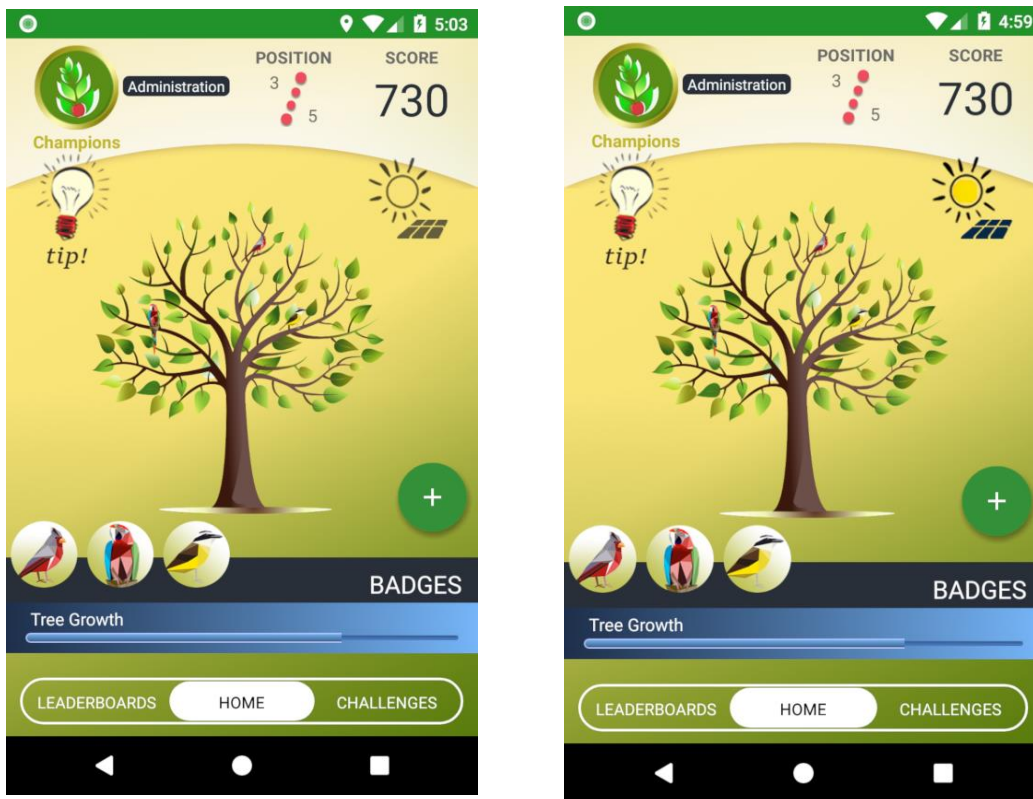 5:03
POSITION SCORE
Administration
3
5
730
Champions
tip!
+
BADGES
Tree Growth
LEADERBOARDS HOME CHALLENGES
4:59
POSITION SCORE
Administration
3
5
730
Champions
tip!
+
BADGES
Tree Growth
LEADERBOARDS HOME CHALLENGES